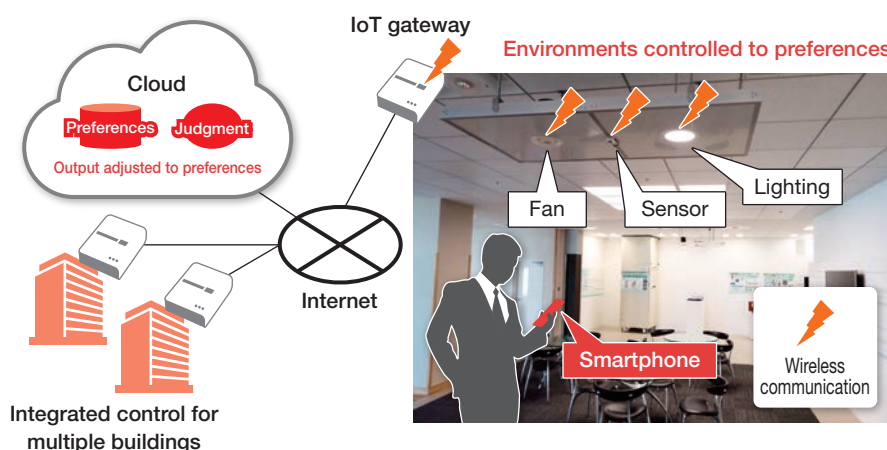 IoT gateway
Environments controlled to preferences
Cloud
Preferences
Judgment
Output adjusted to preferences
Fan
Sensor
Lighting
Internet
Smartphone
Wireless
communication
Integrated control for
multiple buildings